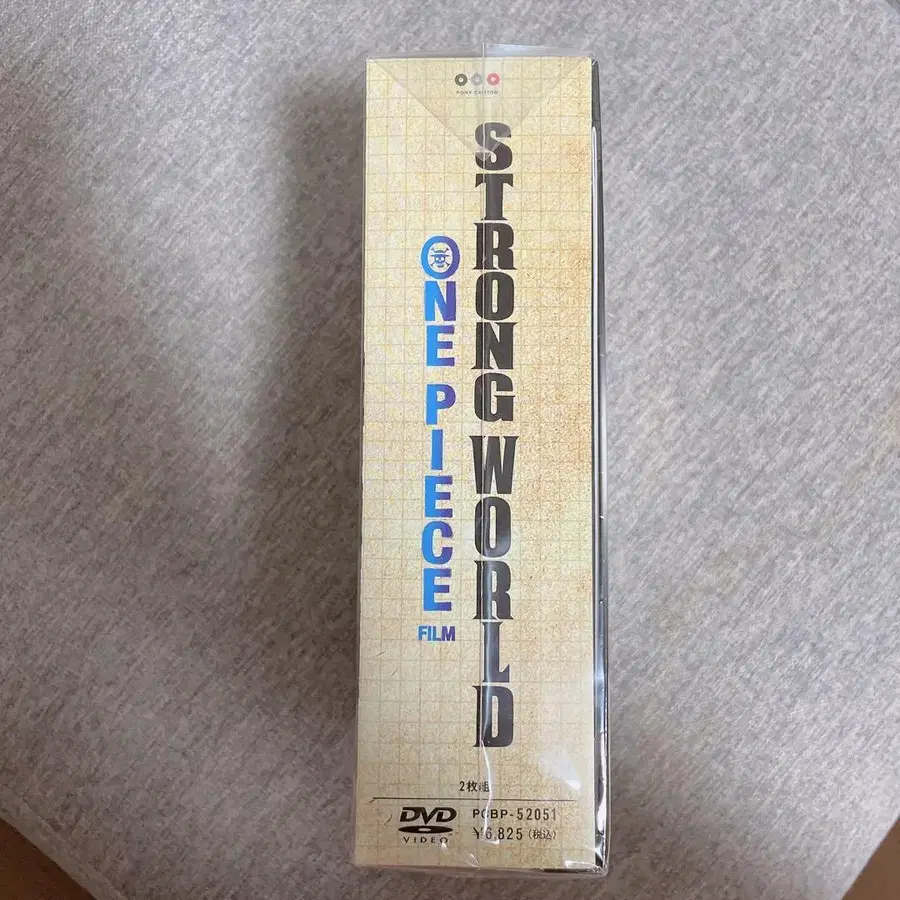 PONY CANYON
STRONG WORLD
ONE PIECE
FILM
2枚組
DVD
VIDEO
PCBP-52051
¥6,825(税込)